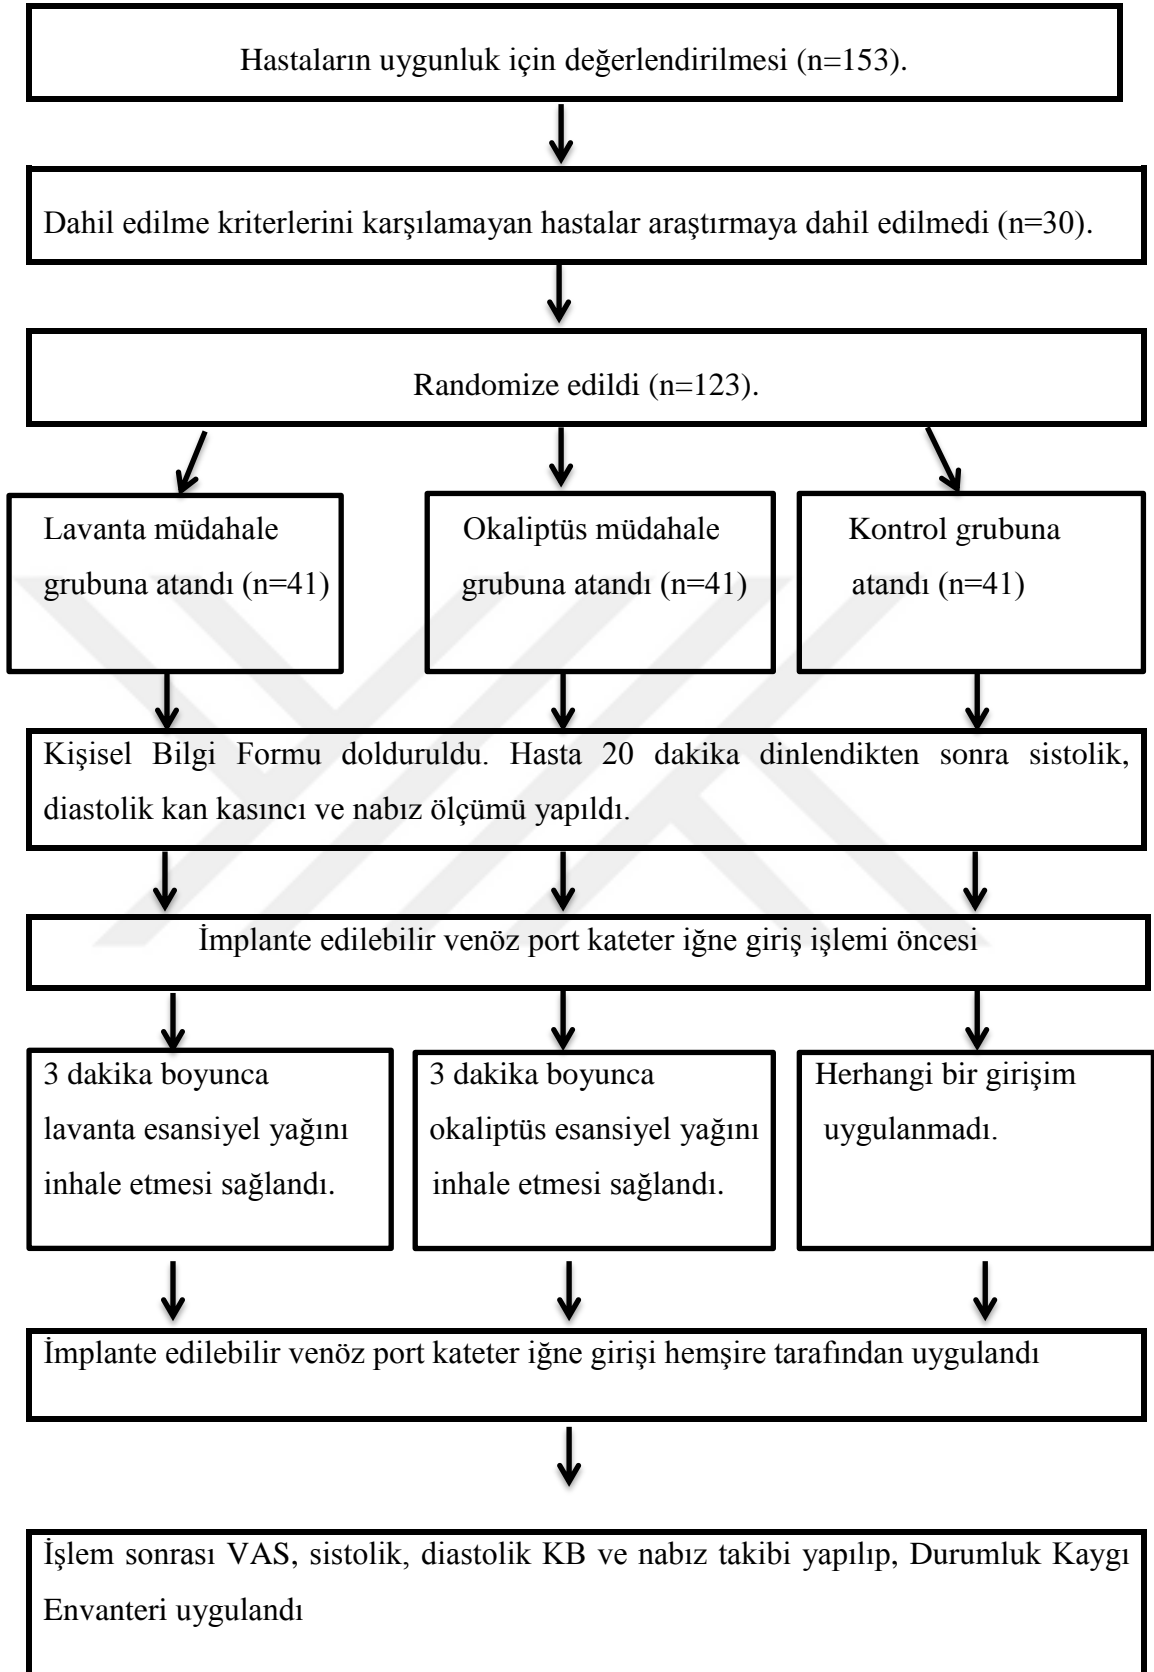 Hastaların uygunluk için değerlendirilmesi (n=153).
Dahil edilme kriterlerini karşılamayan hastalar araştırmaya dahil edilmedi (n=30).
Randomize edildi (n=123).
Lavanta müdahale
grubuna atandı (n=41)
Okaliptüs müdahale
grubuna atandı (n=41)
Kontrol grubuna
atandı (n=41)
Kişisel Bilgi Formu dolduruldu. Hasta 20 dakika dinlendikten sonra sistolik,
diastolik kan kasıncı ve nabız ölçümü yapıldı.
İmplante edilebilir venöz port kateter iğne giriş işlemi öncesi
3 dakika boyunca
lavanta esansiyel yağını
inhale etmesi sağlandı.
3 dakika boyunca
okaliptüs esansiyel yağını
inhale etmesi sağlandı.
Herhangi bir girişim
uygulanmadı.
İmplante edilebilir venöz port kateter iğne girişi hemşire tarafından uygulandı
İşlem sonrası VAS, sistolik, diastolik KB ve nabız takibi yapılıp, Durumluk Kaygı
Envanteri uygulandı